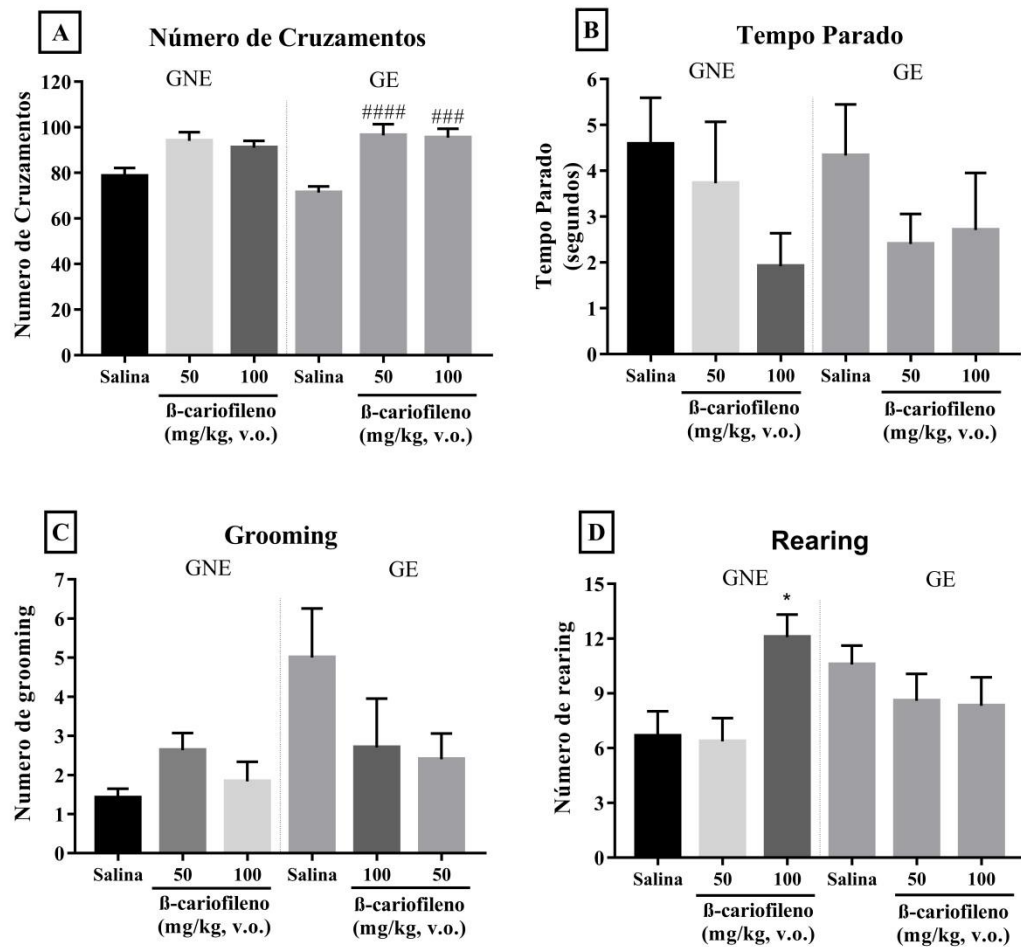 A
Número de Cruzamentos
GNE
GE
####
###
Numero de Cruzamentos
120
100
80
60
40
20
0
Salina
50
100
Salina
50
100
ß-cariofileno
(mg/kg, v.o.)
ß-cariofileno
(mg/kg, v.o.)
B
Tempo Parado
GNE
GE
Tempo Parado
(segundos)
6
5
4
3
2
1
0
Salina
50
100
Salina
50
100
ß-cariofileno
(mg/kg, v.o.)
ß-cariofileno
(mg/kg, v.o.)
C
Grooming
GNE
GE
Numero de grooming
7
6
5
4
3
2
1
0
Salina
50
100
Salina
100
50
ß-cariofileno
(mg/kg, v.o.)
ß-cariofileno
(mg/kg, v.o.)
D
Rearing
GNE
GE
*
Número de rearing
15
12
9
6
3
0
Salina
50
100
Salina
50
100
ß-cariofileno
(mg/kg, v.o.)
ß-cariofileno
(mg/kg, v.o.)